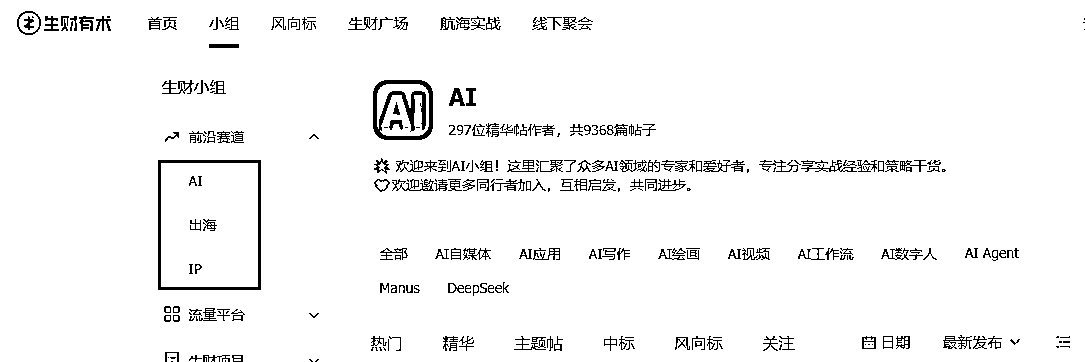 生财有术 首页 小组 风向标 生财广场 航海实战 线下聚会
生财小组
前沿赛道
AI
出海
IP
流量平台
生财项目
AI
AI
297位精华帖作者，共9368篇帖子
欢迎来到AI小组！这里汇聚了众多AI领域的专家和爱好者，专注分享实战经验和策略干货。
欢迎邀请更多同行者加入，互相启发，共同进步。
全部 AI自媒体 AI应用 AI写作 AI绘画 AI视频 AI工作流 AI数字人 AI Agent
Manus DeepSeek
热门 精华 主题帖 中标 风向标 关注 日期 最新发布